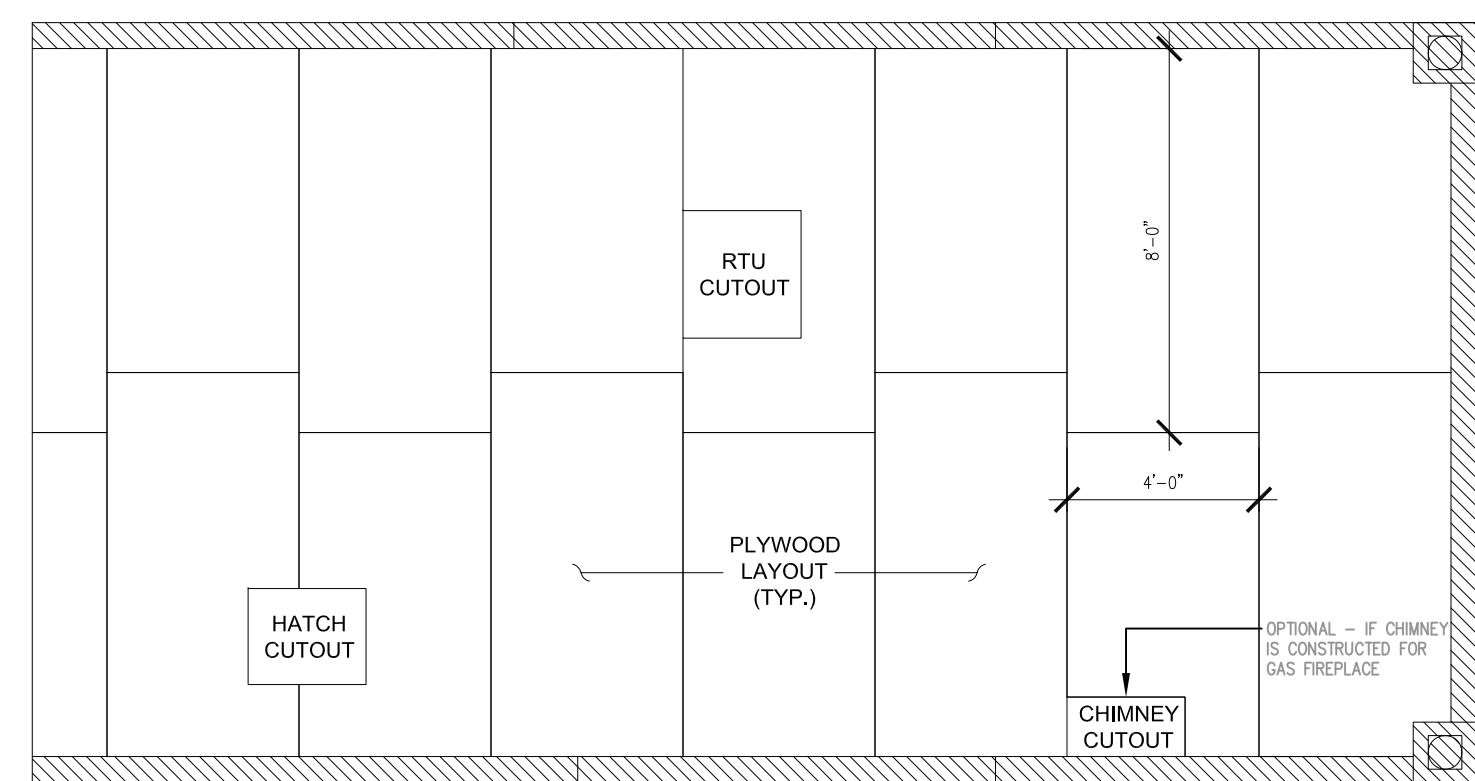 8'-0"
RTU
CUTOUT
4'-0"
PLYWOOD
LAYOUT
(TYP.)
HATCH
CUTOUT
OPTIONAL – IF CHIMNEY
IS CONSTRUCTED FOR
GAS FIREPLACE
CHIMNEY
CUTOUT